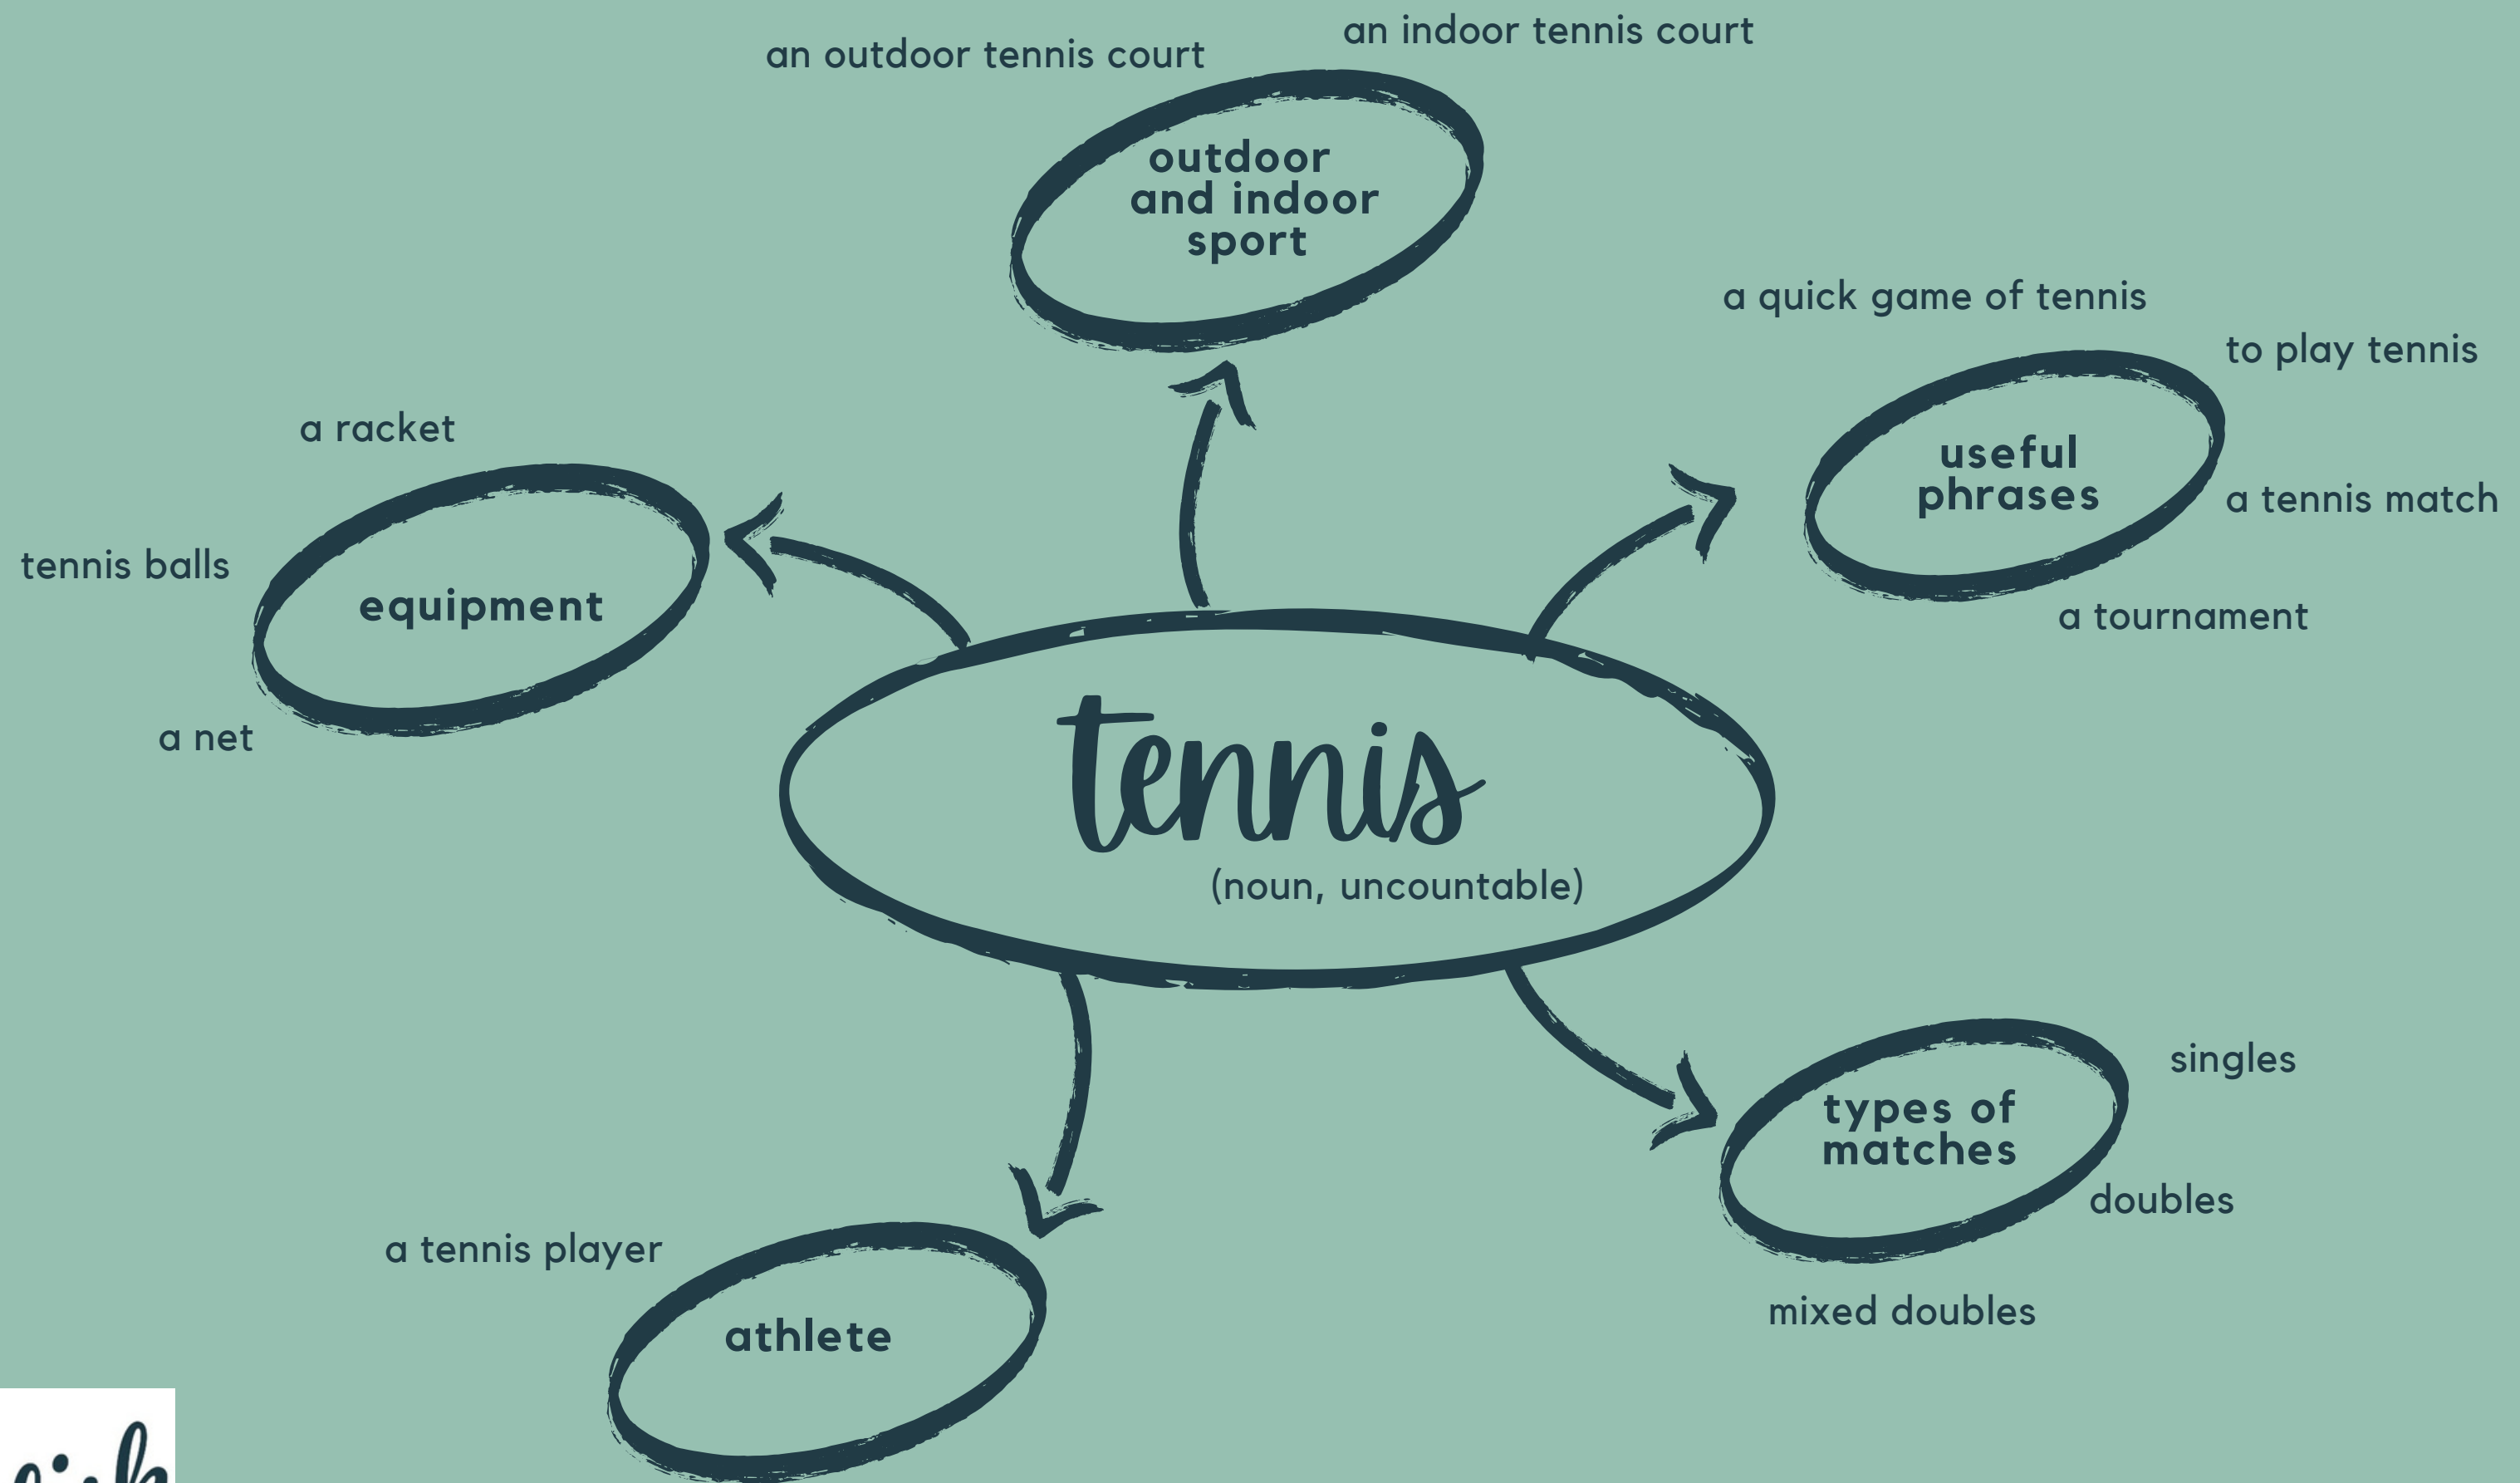 an outdoor tennis court
an indoor tennis court
outdoor
and indoor
sport
a quick game of tennis
to play tennis
useful
phrases
a tennis match
a tournament
a racket
tennis balls
equipment
a net
tennis
(noun, uncountable)
singles
types of
matches
doubles
mixed doubles
a tennis player
athlete